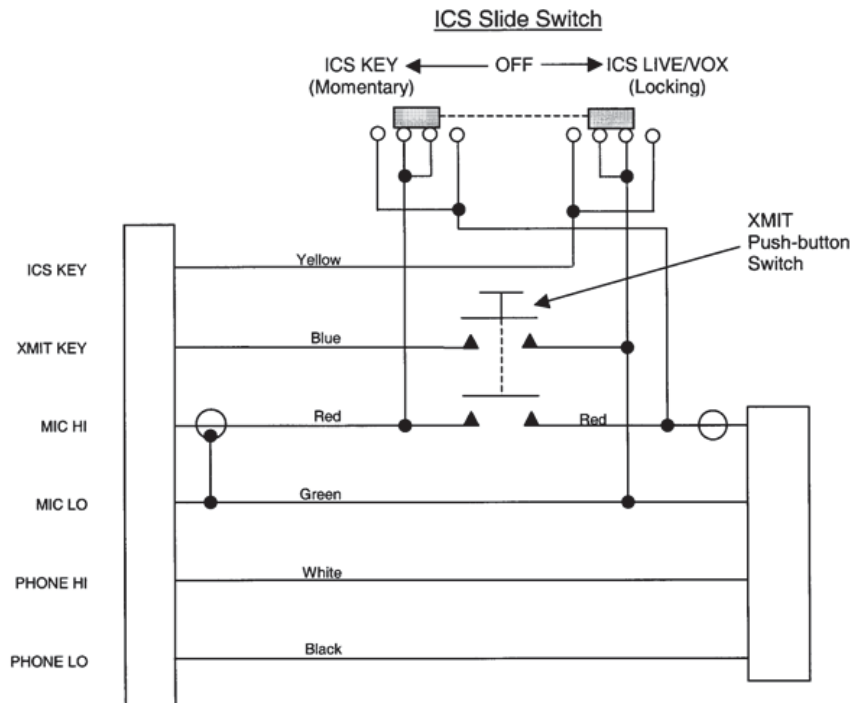 ICS Slide Switch
ICS KEY
(Momentary)
OFF
ICS LIVE/VOX
(Locking)
XMIT
Push-button
Switch
ICS KEY
Yellow
XMIT KEY
Blue
MIC HI
Red
Red
MIC LO
Green
PHONE HI
White
PHONE LO
Black